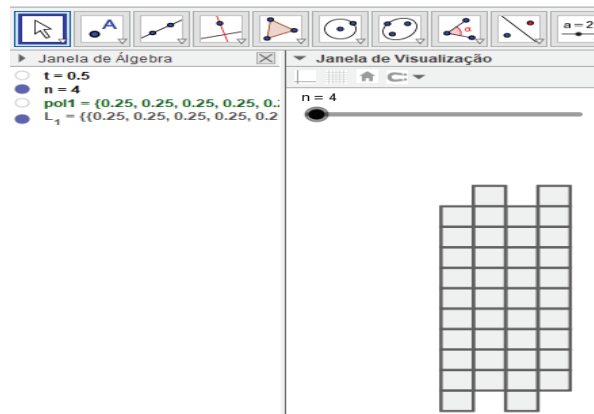 A
α
a = 2
Janela de Álgebra
Janela de Visualização
t = 0.5
n = 4
pol1 = {0.25, 0.25, 0.25, 0.25, 0.
L₁ = {{0.25, 0.25, 0.25, 0.25, 0.2
n = 4